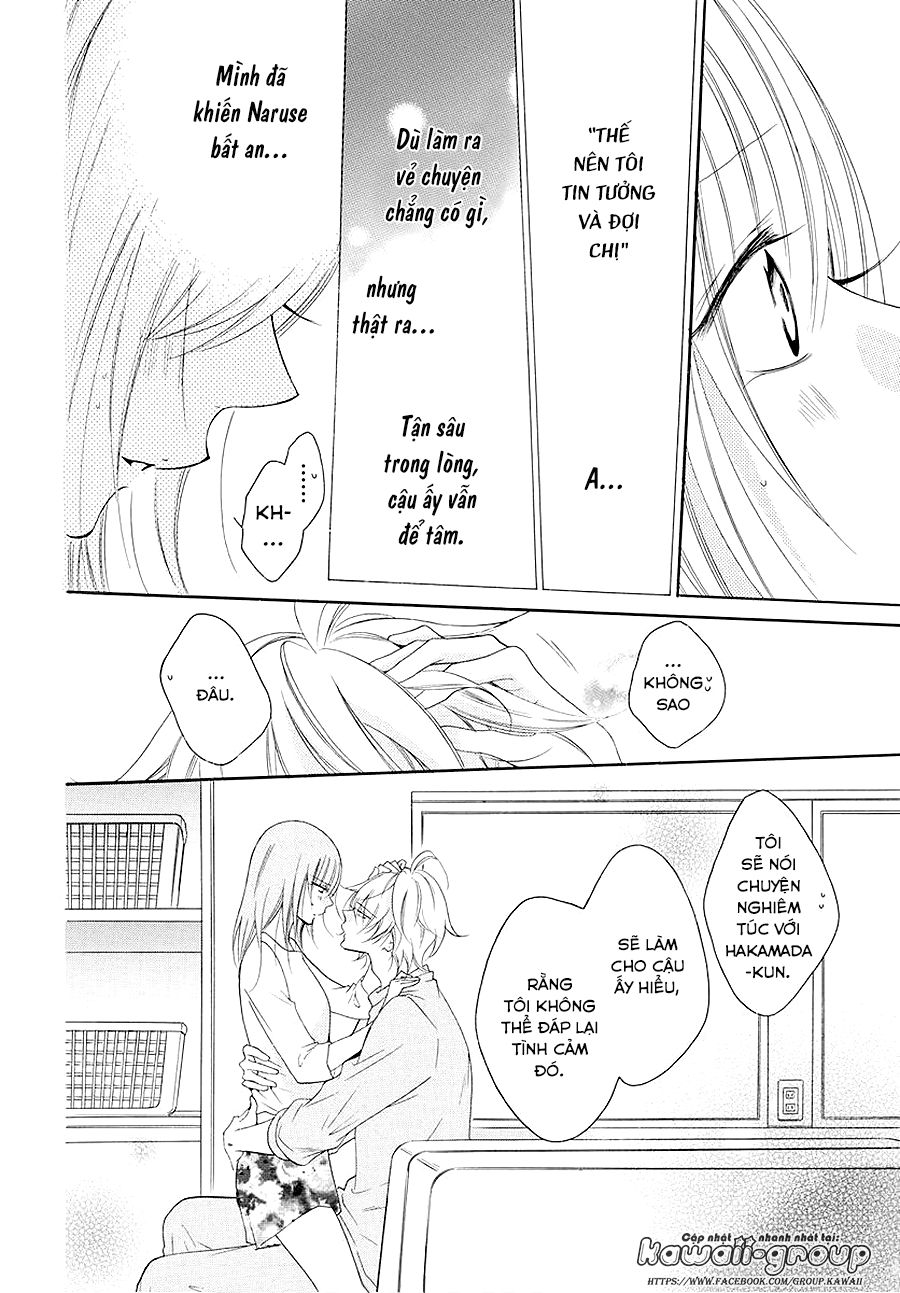 "THẾ
NÊN TÔI
TIN TƯỞNG
VÀ ĐỢI
CHỊ"
A...
Dù làm ra
vẻ chuyện
chẳng có gì,
nhưng
thật ra...
Tận sâu
trong lòng,
cậu ấy vẫn
để tâm.
Mình đã
khiến Naruse
bất an...
......
KH-
...
...
KHÔNG
SAO
...
ĐÂU.
TÔI
SẼ NÓI
CHUYỆN
NGHIÊM
TÚC VỚI
HAKAMADA
-KUN.
SẼ LÀM
CHO CẬU
ẤY HIỂU,
RẰNG
TÔI KHÔNG
THỂ ĐÁP LẠI
TÌNH CẢM
ĐÓ.
Cập nhật nhanh nhất tại:
kawaii-group
HTTPS://WWW.FACEBOOK.COM/GROUP.KAWAII